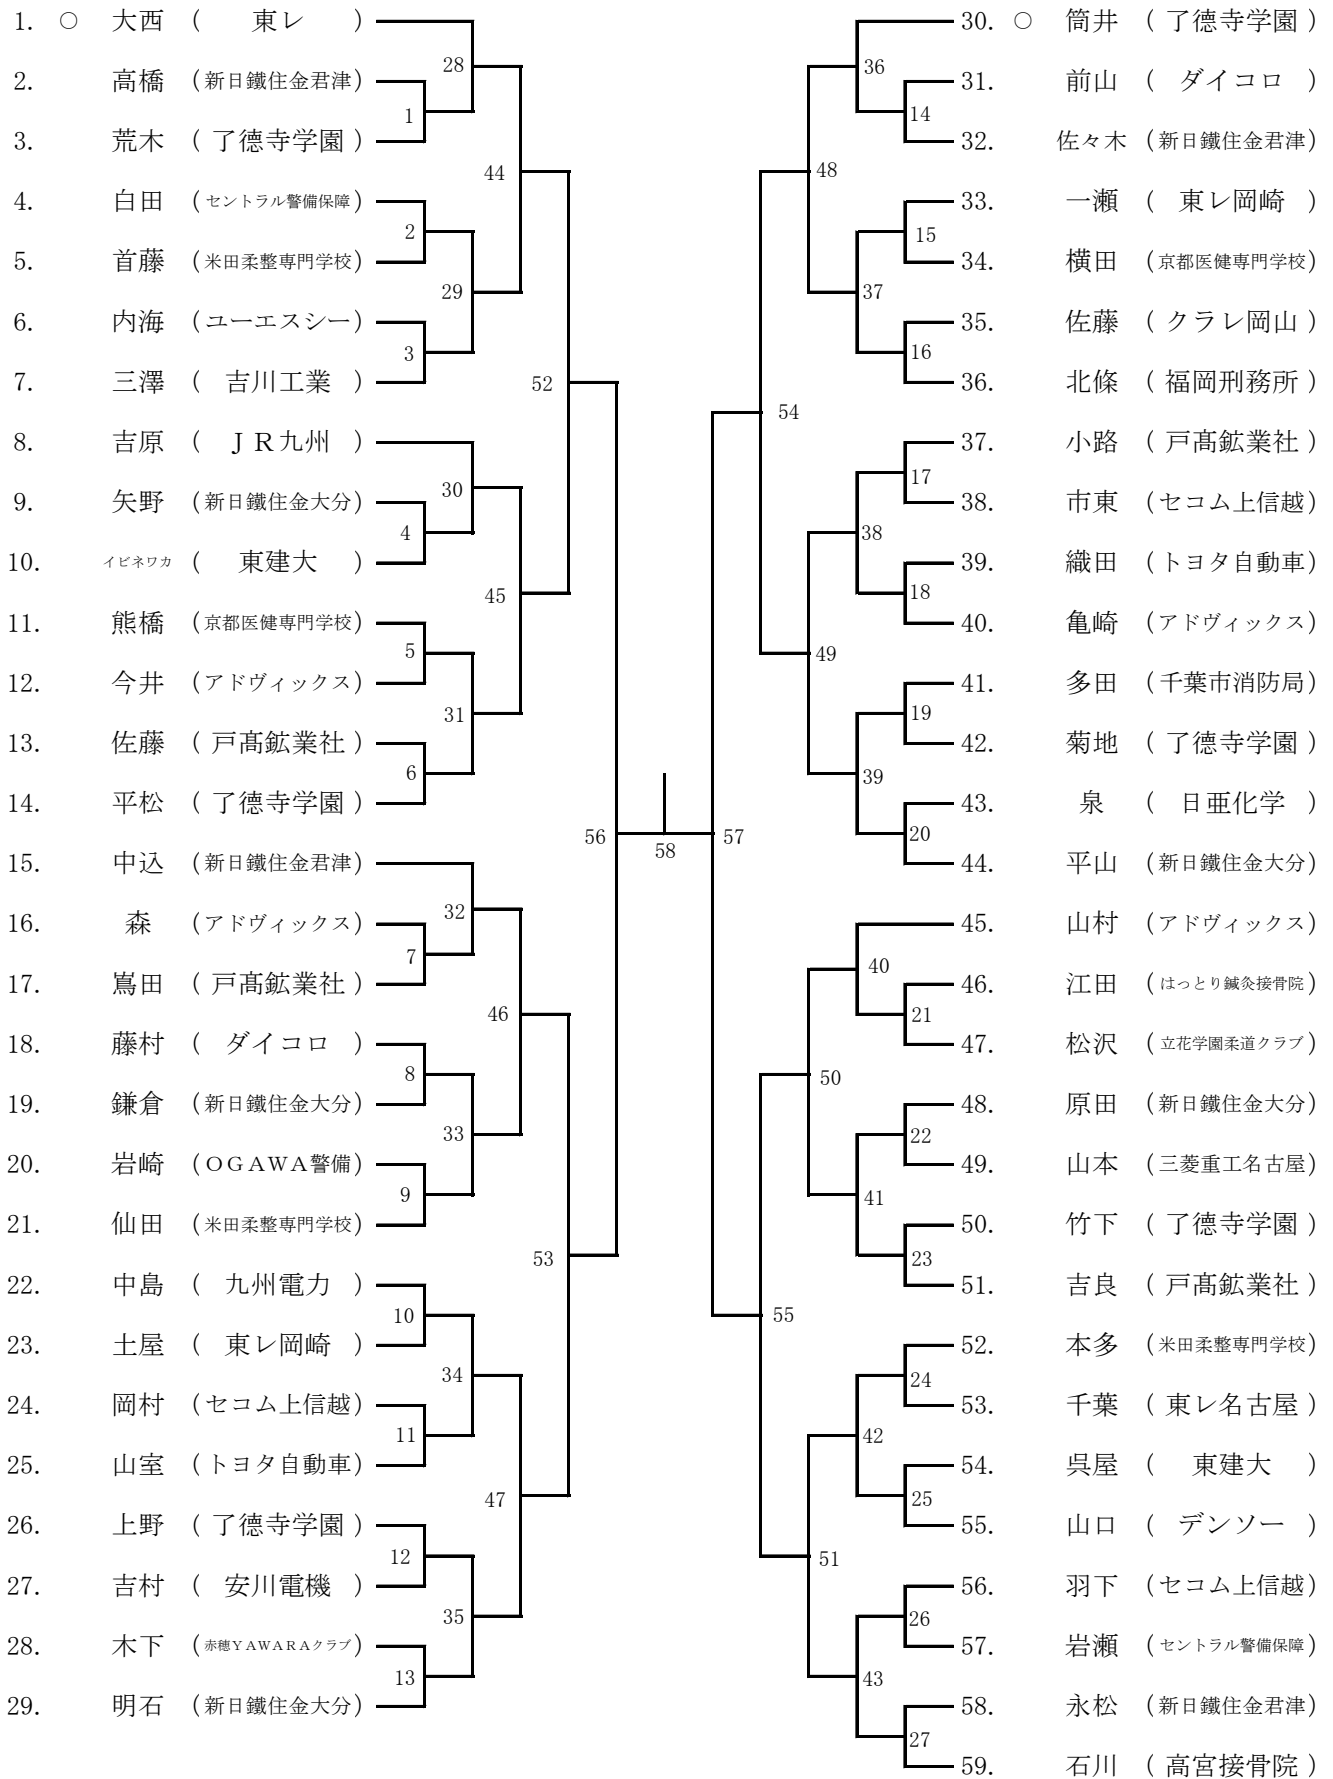 1. ○ 大西 ( 東レ )
2. 高橋 (新日鐵住金君津)
3. 荒木 ( 了德寺学園 )
4. 白田 (セントラル警備保障)
5. 首藤 (米田柔整専門学校)
6. 内海 (ユーエスシー)
7. 三澤 ( 吉川工業 )
8. 吉原 ( ＪＲ九州 )
9. 矢野 (新日鐵住金大分)
10. イビネワカ ( 東建大 )
11. 熊橋 (京都医健専門学校)
12. 今井 (アドヴィックス)
13. 佐藤 ( 戸髙鉱業社 )
14. 平松 ( 了德寺学園 )
15. 中込 (新日鐵住金君津)
16. 森 (アドヴィックス)
17. 嶌田 ( 戸髙鉱業社 )
18. 藤村 ( ダイコロ )
19. 鎌倉 (新日鐵住金大分)
20. 岩崎 (ＯＧＡＷＡ警備)
21. 仙田 (米田柔整専門学校)
22. 中島 ( 九州電力 )
23. 土屋 ( 東レ岡崎 )
24. 岡村 (セコム上信越)
25. 山室 (トヨタ自動車)
26. 上野 ( 了德寺学園 )
27. 吉村 ( 安川電機 )
28. 木下 (赤穂ＹＡＷＡＲＡクラブ)
29. 明石 (新日鐵住金大分)
1
2
3
4
5
6
7
8
9
10
11
12
13
28
29
30
31
32
33
34
35
44
45
46
47
52
53
56
58
57
54
55
48
49
50
51
36
37
38
39
40
41
42
43
14
15
16
17
18
19
20
21
22
23
24
25
26
27
30. ○ 筒井 ( 了德寺学園 )
31. 前山 ( ダイコロ )
32. 佐々木 (新日鐵住金君津)
33. 一瀬 ( 東レ岡崎 )
34. 横田 (京都医健専門学校)
35. 佐藤 ( クラレ岡山 )
36. 北條 ( 福岡刑務所 )
37. 小路 ( 戸髙鉱業社 )
38. 市東 (セコム上信越)
39. 織田 (トヨタ自動車)
40. 亀崎 (アドヴィックス)
41. 多田 (千葉市消防局)
42. 菊地 ( 了德寺学園 )
43. 泉 ( 日亜化学 )
44. 平山 (新日鐵住金大分)
45. 山村 (アドヴィックス)
46. 江田 (はっとり鍼灸接骨院)
47. 松沢 (立花学園柔道クラブ)
48. 原田 (新日鐵住金大分)
49. 山本 (三菱重工名古屋)
50. 竹下 ( 了德寺学園 )
51. 吉良 ( 戸髙鉱業社 )
52. 本多 (米田柔整専門学校)
53. 千葉 ( 東レ名古屋 )
54. 呉屋 ( 東建大 )
55. 山口 ( デンソー )
56. 羽下 (セコム上信越)
57. 岩瀬 (セントラル警備保障)
58. 永松 (新日鐵住金君津)
59. 石川 ( 高宮接骨院 )